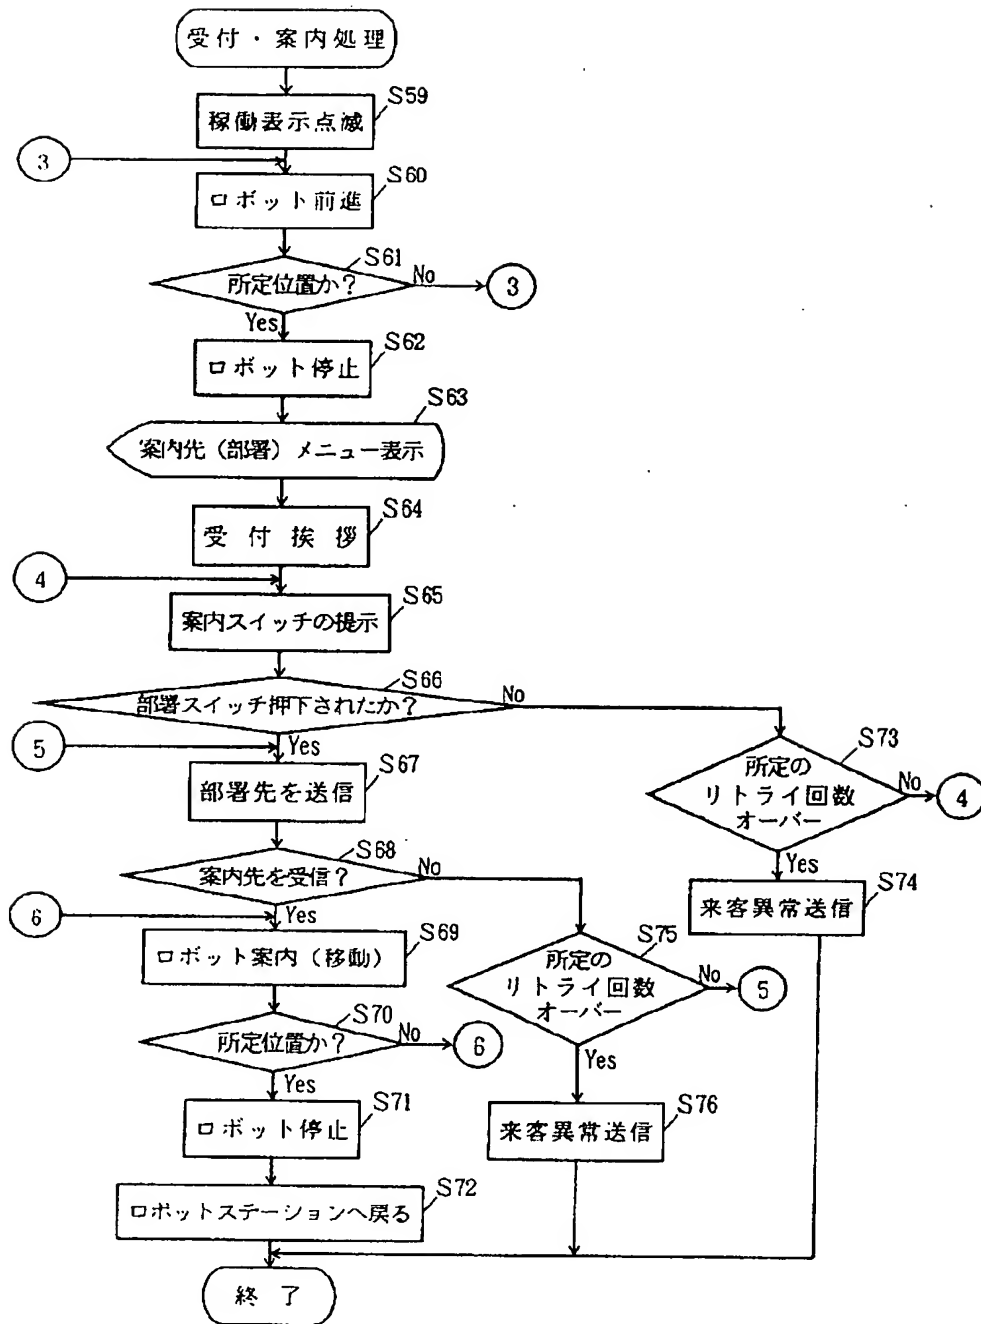 受付・案内処理
S59
稼働表示点滅
3
S60
ロボット前進
S61
所定位置か?
No
3
Yes
S62
ロボット停止
S63
案内先(部署)メニュー表示
S64
受付挨拶
4
S65
案内スイッチの提示
S66
部署スイッチ押下されたか?
No
5
Yes
S67
部署先を送信
S73
所定の
リトライ回数
オーバー
No
4
Yes
S74
来客異常送信
S68
案内先を受信?
No
6
Yes
S69
ロボット案内(移動)
S75
所定の
リトライ回数
オーバー
No
5
Yes
S76
来客異常送信
S70
所定位置か?
No
6
Yes
S71
ロボット停止
S72
ロボットステーションへ戻る
終了